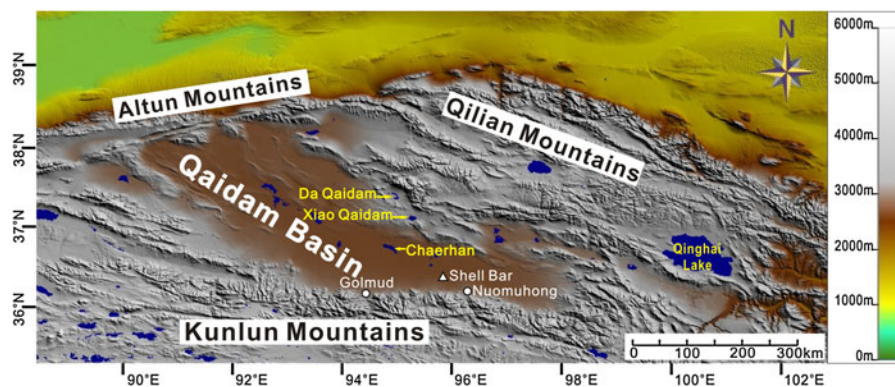 N
39°N
38°N
37°N
36°N
Altun Mountains
Qilian Mountains
Qaidam Basin
Da Qaidam
Xiao Qaidam
Chaerhan
Qinghai
Lake
Shell Bar
Golmud
Nuomuhong
Kunlun Mountains
0 100 200 300km
90°E 92°E 94°E 96°E 98°E 100°E 102°E
6000m
5000m
4000m
3000m
2000m
1000m
0m